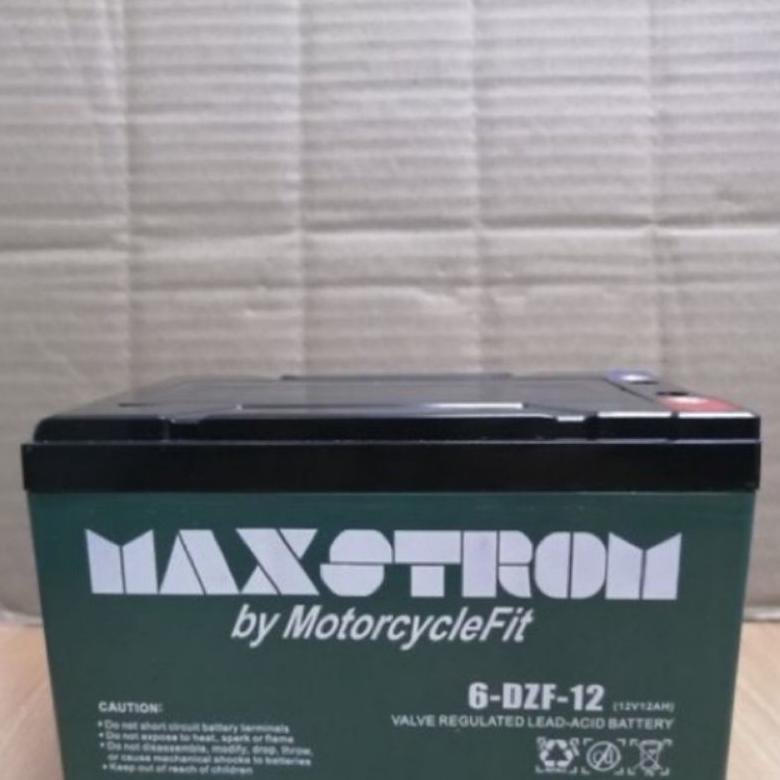 MAXSTROM
by MotorcycleFit
6-DZF-12 (12V12AH)
VALVE REGULATED LEAD-ACID BATTERY
CAUTION:
• Do not short circuit battery terminals
• Do not expose to heat, spark or flame
• Do not disassemble, modify, drop, throw,
or cause mechanical shocks to batteries
• Keep out of reach of children